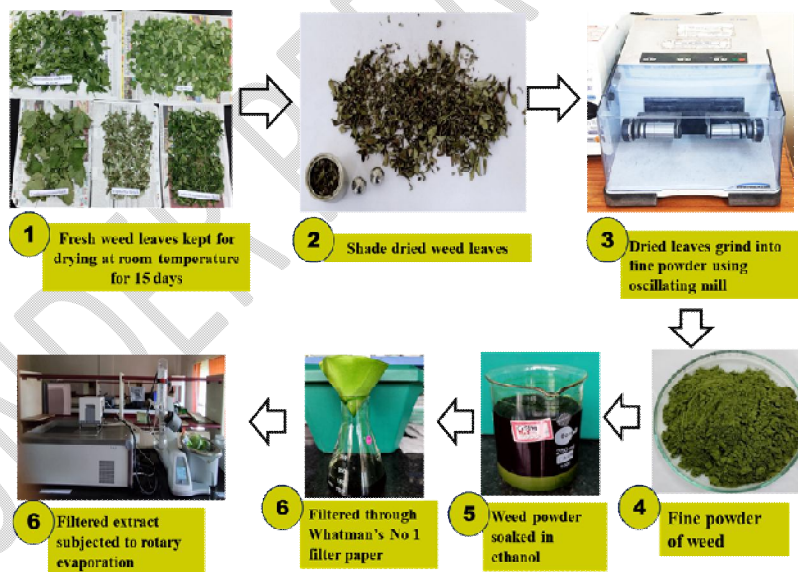 1
Fresh weed leaves kept for
drying at room temperature
for 15 days
2
Shade dried weed leaves
3
Dried leaves grind into
fine powder using
oscillating mill
4
Fine powder
of weed
5
Weed powder
soaked in
ethanol
6
Filtered through
Whatman's No 1
filter paper
6
Filtered extract
subjected to rotary
evaporation